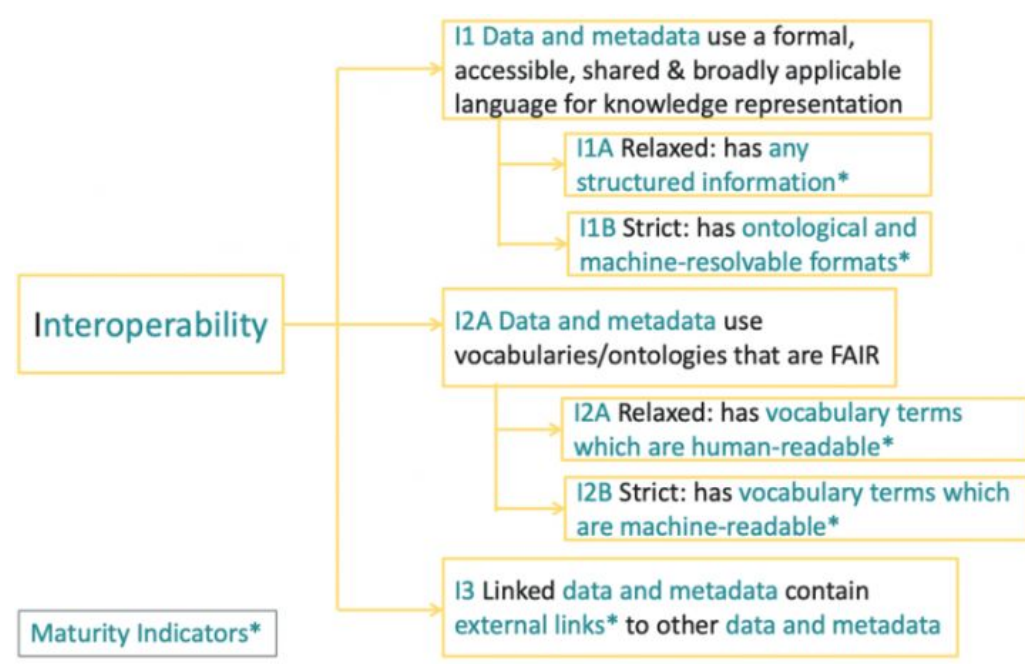 I1 Data and metadata use a formal,
accessible, shared & broadly applicable
language for knowledge representation
I1A Relaxed: has any
structured information*
I1B Strict: has ontological and
machine-resolvable formats*
Interoperability
I2A Data and metadata use
vocabularies/ontologies that are FAIR
I2A Relaxed: has vocabulary terms
which are human-readable*
I2B Strict: has vocabulary terms which
are machine-readable*
I3 Linked data and metadata contain
external links* to other data and metadata
Maturity Indicators*